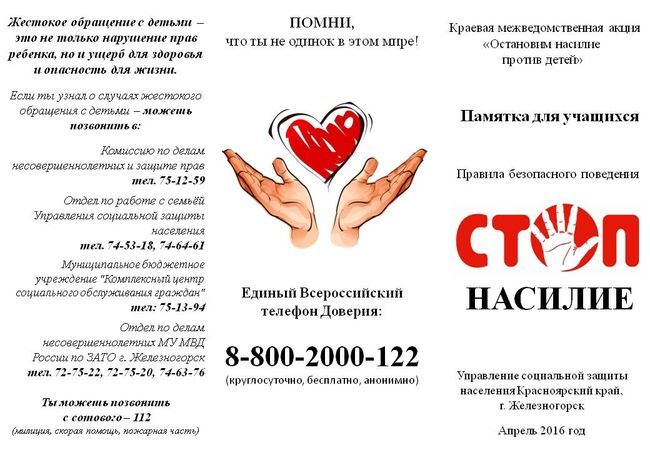 Жестокое обращение с детьми –
это не только нарушение прав
ребенка, но и ущерб для здоровья
и опасность для жизни.
Если ты узнал о случаях жестокого
обращения с детьми – можешь
позвонить в:
Комиссию по делам
несовершеннолетних и защите прав
тел. 75-12-59
Отдел по работе с семьёй
Управления социальной защиты
населения
тел. 74-53-18, 74-64-61
Муниципальное бюджетное
учреждение "Комплексный центр
социального обслуживания граждан"
тел: 75-13-94
Отдел по делам
несовершеннолетних МУ МВД
России по ЗАТО г. Железногорск
тел. 72-75-22, 72-75-20, 74-63-76
Ты можешь позвонить
с сотового – 112
(милиция, скорая помощь, пожарная часть)
ПОМНИ,
что ты не одинок в этом мире!
Единый Всероссийский
телефон Доверия:
8-800-2000-122
(круглосуточно, бесплатно, анонимно)
Краевая межведомственная акция
«Остановим насилие
против детей»
Памятка для учащихся
Правила безопасного поведения
СТОП
НАСИЛИЕ
Управление социальной защиты
населения Красноярский край,
г. Железногорск
Апрель 2016 год